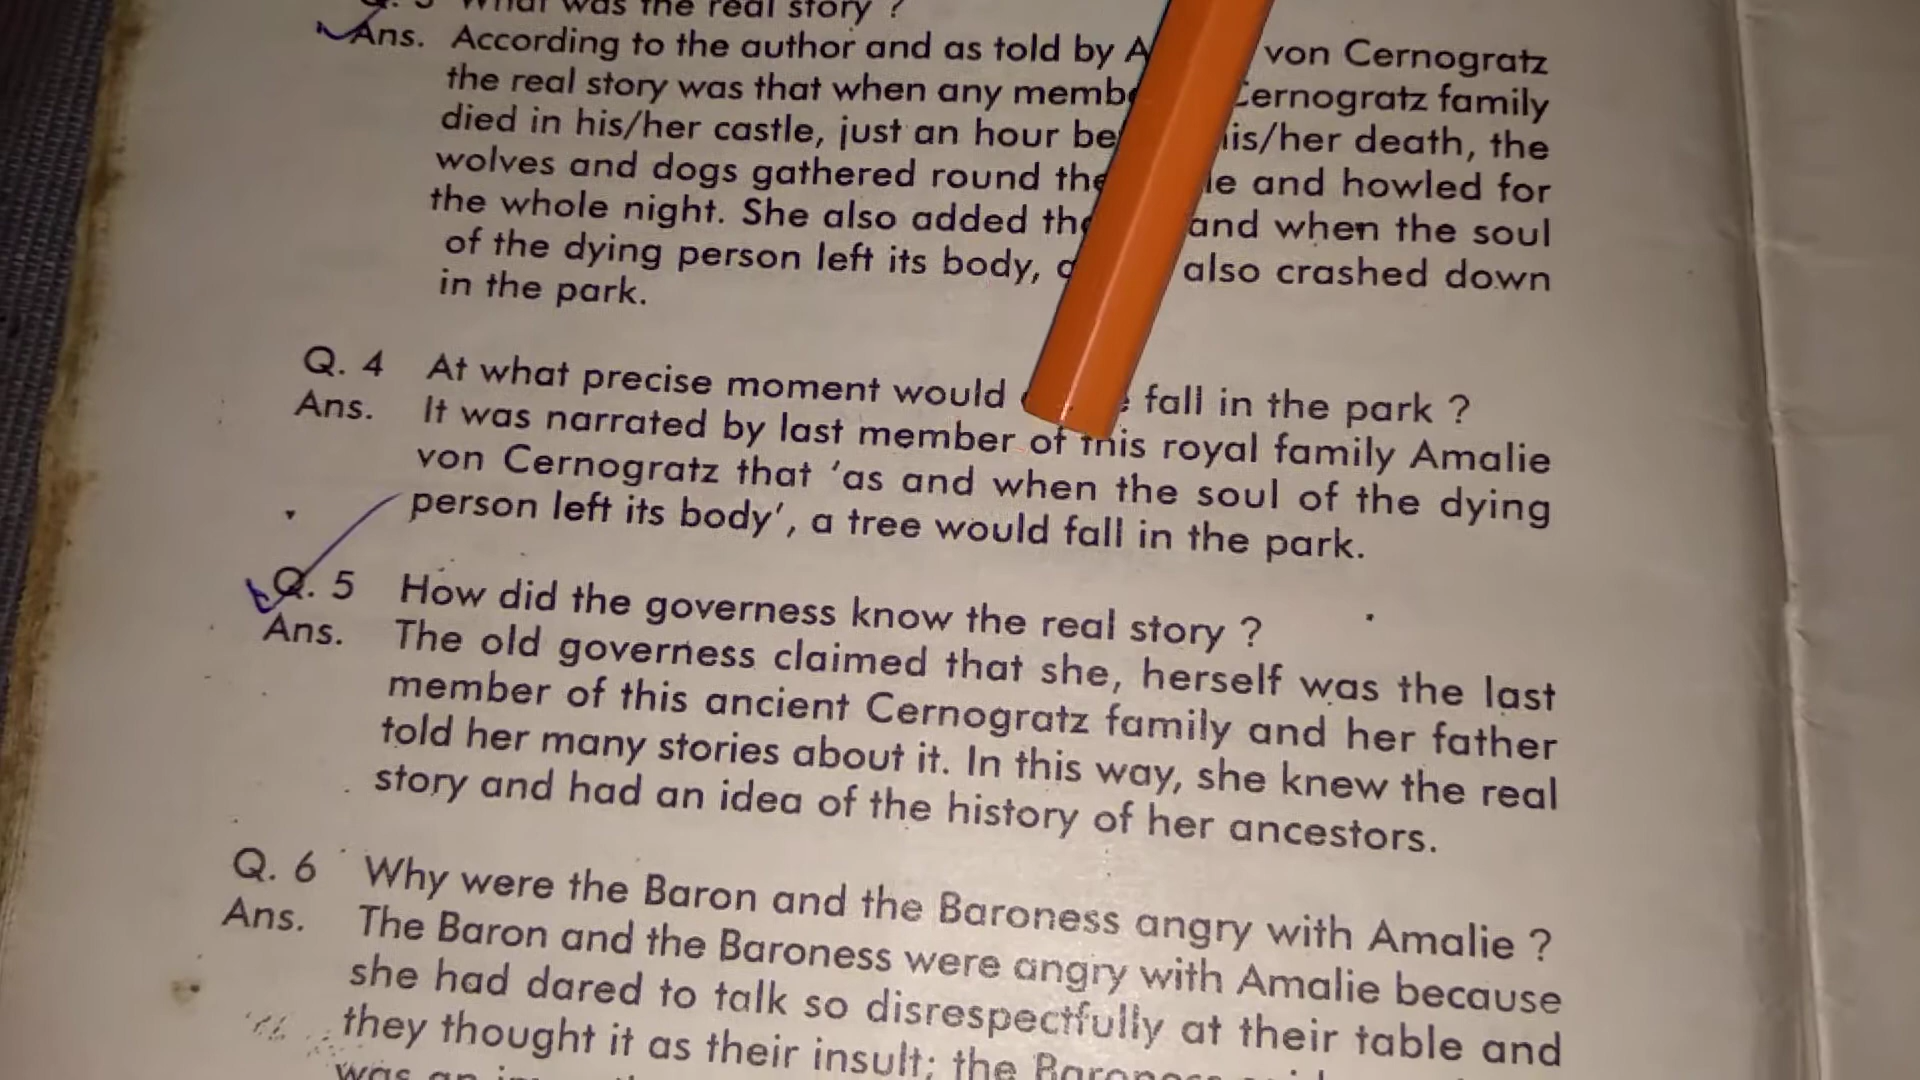 What was the real story ?
Ans. According to the author and as told by von Cernogratz
the real story was that when any Cernogratz family
died in his/her castle, just an hour his/her death, the
wolves and dogs gathered round the and howled for
the whole night. She also added and when the soul
of the dying person left its body, also crashed down
in the park.
Q. 4 At what precise moment would fall in the park ?
Ans. It was narrated by last member of this royal family Amalie
von Cernogratz that 'as and when the soul of the dying
person left its body', a tree would fall in the park.
Q. 5 How did the governess know the real story ?
Ans. The old governess claimed that she, herself was the last
member of this ancient Cernogratz family and her father
told her many stories about it. In this way, she knew the real
story and had an idea of the history of her ancestors.
Q. 6 Why were the Baron and the Baroness angry with Amalie ?
Ans. The Baron and the Baroness were angry with Amalie because
she had dared to talk so disrespectfully at their table and
they thought it as their insult; the Baroness
was an